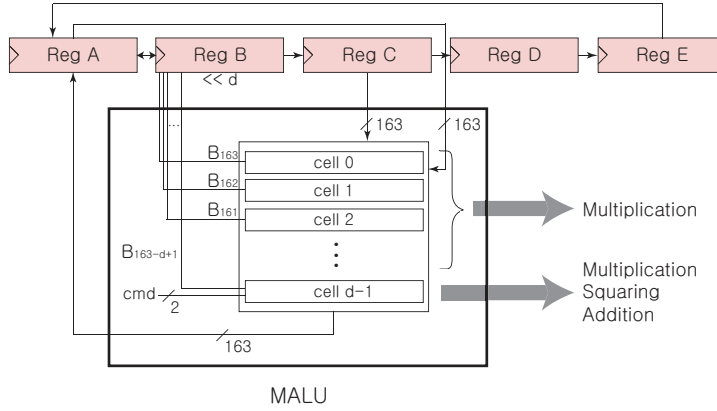 Reg A Reg B Reg C Reg D Reg E
<< d
....
163 163
B163 cell 0
B162 cell 1
B161 cell 2
Multiplication
B163-d+1
cmd 2 cell d-1
Multiplication
Squaring
Addition
163
MALU